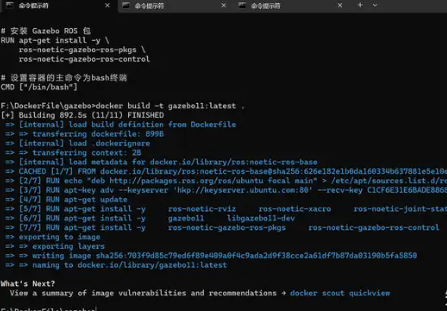 命令提示符
命令提示符
命令提示符
# 安装 Gazebo ROS 包
RUN apt-get install -y \
ros-noetic-gazebo-ros-pkgs \
ros-noetic-gazebo-ros-control
# 设置容器的主命令为bash终端
CMD ["/bin/bash"]
F:\DockerFile\gazebo>docker build -t gazebo11:latest .
[+] Building 892.5s (11/11) FINISHED
=> [internal] load build definition from Dockerfile
=> => transferring dockerfile: 899B
=> [internal] load .dockerignore
=> => transferring context: 2B
=> [internal] load metadata for docker.io/library/ros:noetic-ros-base
=> CACHED [1/7] FROM docker.io/library/ros:noetic-ros-base@sha256:626e182e1b0da160334b637881e5e10e
=> [2/7] RUN echo "deb http://packages.ros.org/ros/ubuntu focal main" > /etc/apt/sources.list.d/ro
=> [3/7] RUN apt-key adv --keyserver 'hkp://keyserver.ubuntu.com:80' --recv-key C1CF6E31E6BADE8868
=> [4/7] RUN apt-get update
=> [5/7] RUN apt-get install -y ros-noetic-rviz ros-noetic-xacro ros-noetic-joint-stat
=> [6/7] RUN apt-get install -y gazebo11 libgazebo11-dev
=> [7/7] RUN apt-get install -y ros-noetic-gazebo-ros-pkgs ros-noetic-gazebo-ros-control
=> exporting to image
=> => exporting layers
=> => writing image sha256:703f9d85c79ed6f89e409a0f4c9ada2d9f38cce2a61df7b87da03190b5fa5850
=> => naming to docker.io/library/gazebo11:latest
What's Next?
View a summary of image vulnerabilities and recommendations → docker scout quickview